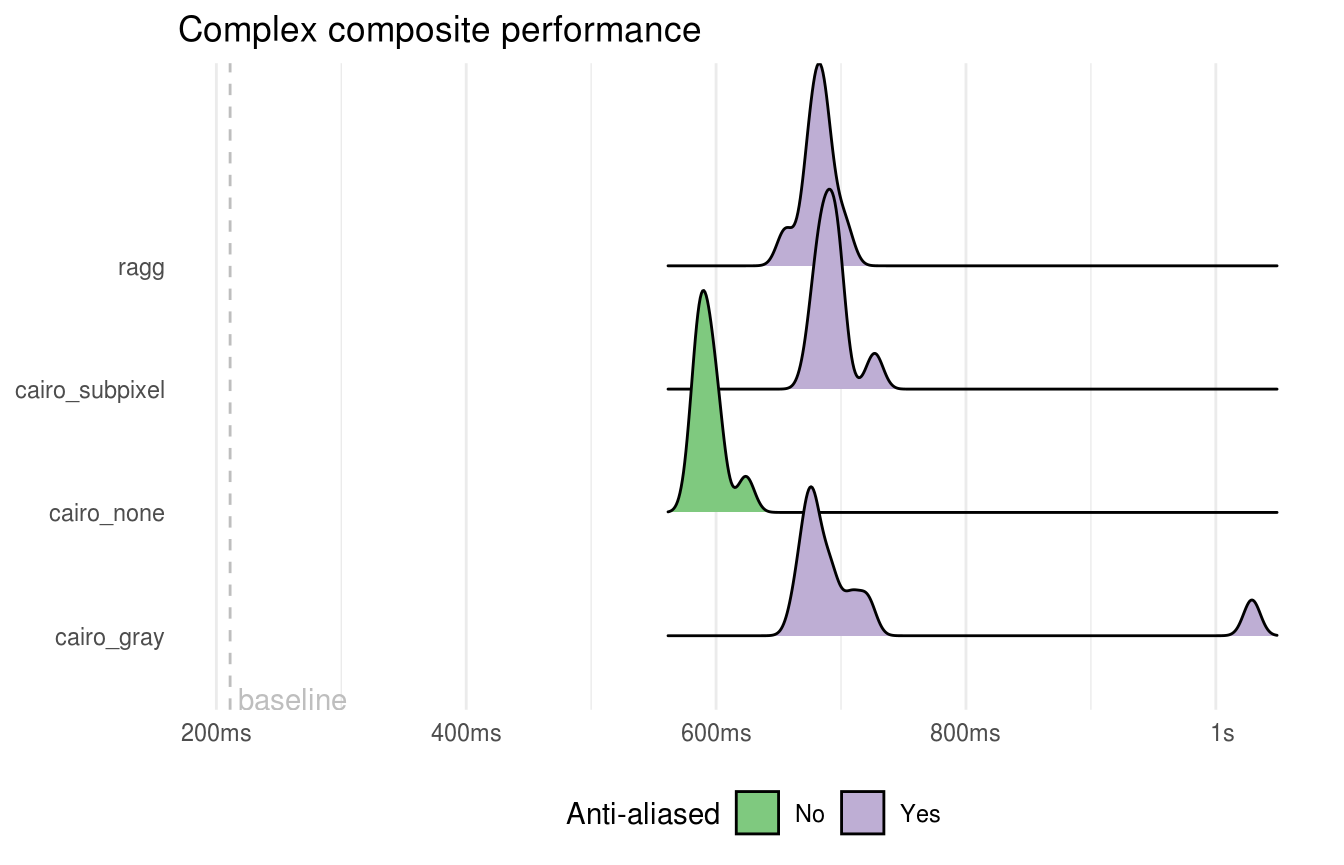 Complex composite performance
ragg
cairo_subpixel
cairo_none
cairo_gray
baseline
200ms 400ms 600ms 800ms 1s
Anti-aliased No Yes